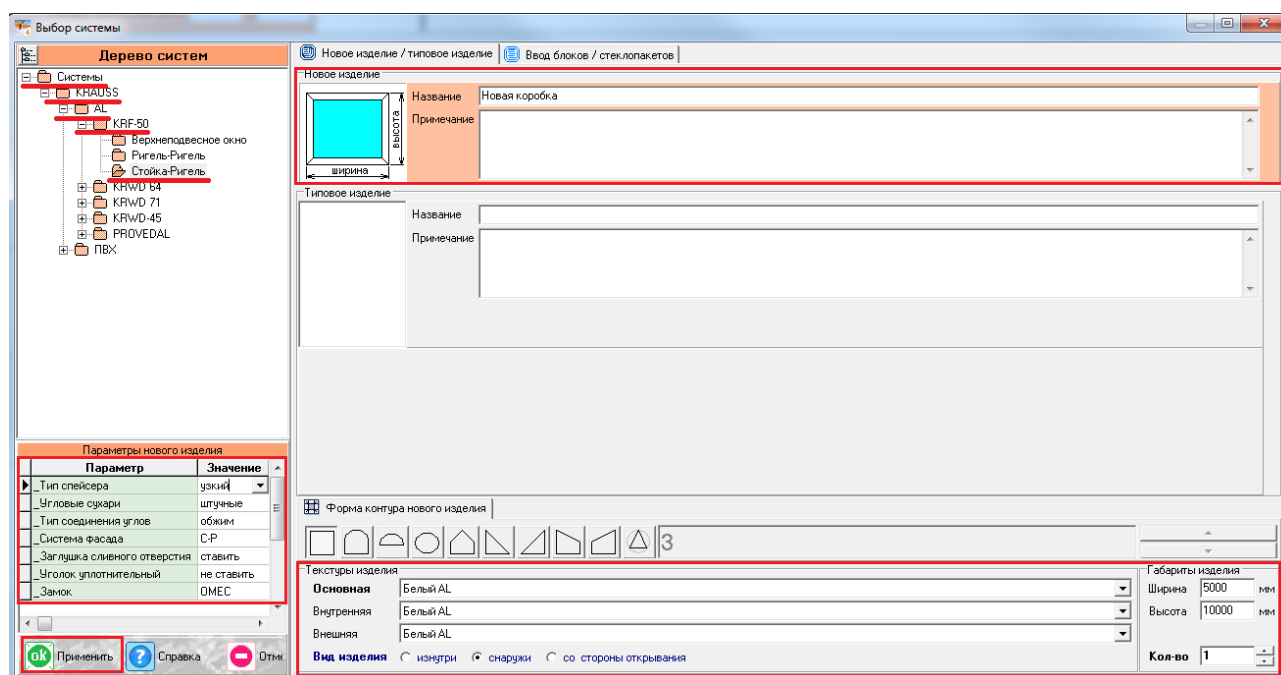 Выбор системы
Дерево систем
Системы
KRAUSS
AL
KRF-50
Верхнеподвесное окно
Ригель-Ригель
Стойка-Ригель
KRWD 64
KRWD 71
KRWD-45
PROVEDAL
ПВХ
Параметры нового изделия
Параметр Значение
_Тип спейсера узкий
_Угловые сухари штучные
_Тип соединения углов обжим
_Система фасада С-Р
_Заглушка сливного отверстия ставить
_Уголок уплотнительный не ставить
_Замок ОМЕС
ok Применить ? Справка Отме
Новое изделие / типовое изделие Ввод блоков / стеклопакетов
Новое изделие
высота
ширина
Название Новая коробка
Примечание
Типовое изделие
Название
Примечание
Форма контура нового изделия
3
Текстуры изделия
Основная Белый AL
Внутренняя Белый AL
Внешняя Белый AL
Вид изделия изнутри снаружи со стороны открывания
Габариты изделия
Ширина 5000 мм
Высота 10000 мм
Кол-во 1